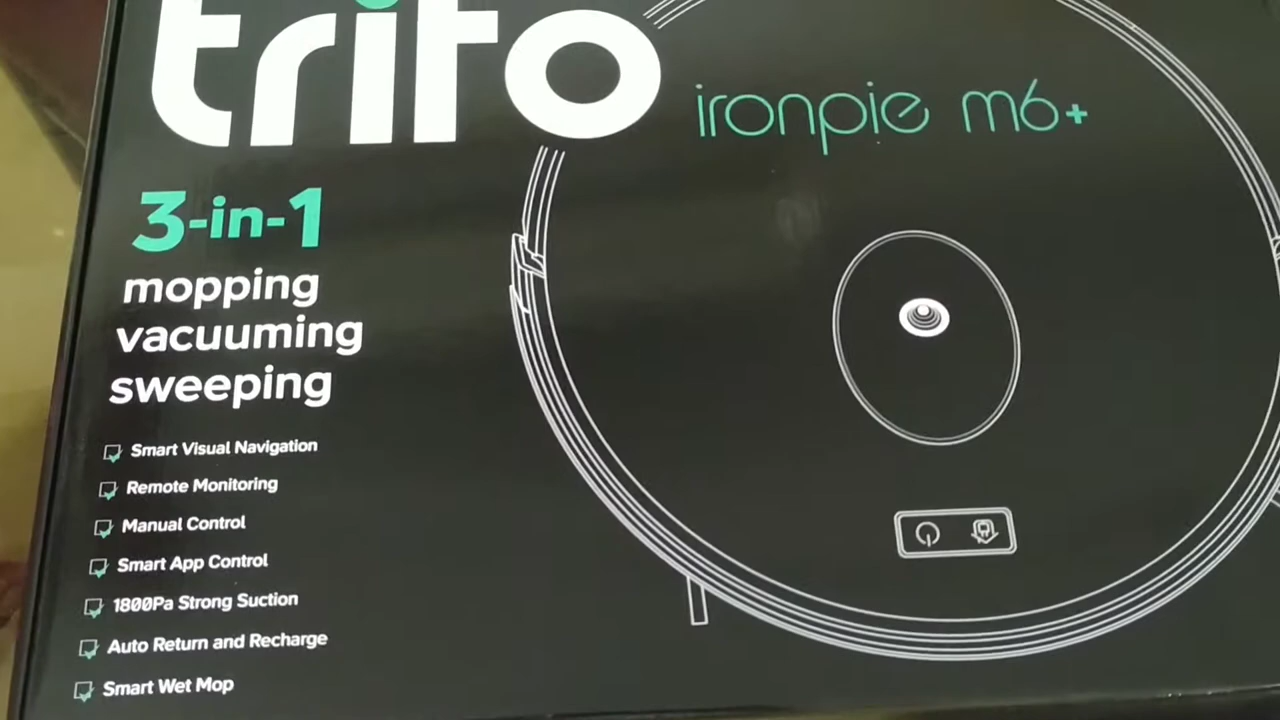 trifo
ironpie m6+
3-in-1
mopping
vacuuming
sweeping
Smart Visual Navigation
Remote Monitoring
Manual Control
Smart App Control
1800Pa Strong Suction
Auto Return and Recharge
Smart Wet Mop